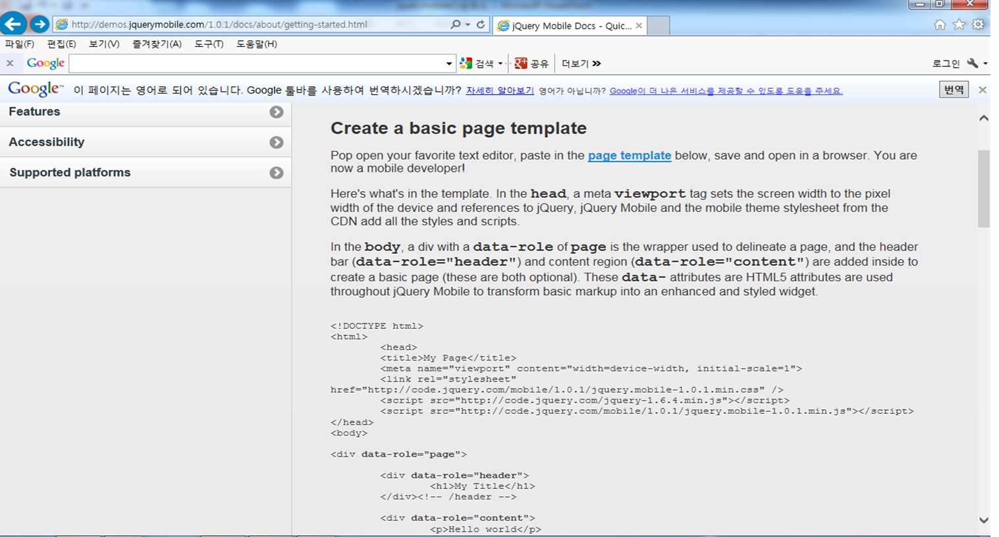 http://demos.jquerymobile.com/1.0.1/docs/about/getting-started.html
jQuery Mobile Docs - Quic...
파일(F) 편집(E) 보기(V) 즐겨찾기(A) 도구(T) 도움말(H)
Google 검색 공유 더보기 로그인
Google™ 이 페이지는 영어로 되어 있습니다. Google 툴바를 사용하여 번역하시겠습니까? 자세히 알아보기 영어가 아닙니까? Google이 더 나은 서비스를 제공할 수 있도록 도움을 주세요. 번역
Features
Accessibility
Supported platforms
Create a basic page template
Pop open your favorite text editor, paste in the page template below, save and open in a browser. You are
now a mobile developer!
Here's what's in the template. In the head, a meta viewport tag sets the screen width to the pixel
width of the device and references to jQuery, jQuery Mobile and the mobile theme stylesheet from the
CDN add all the styles and scripts.
In the body, a div with a data-role of page is the wrapper used to delineate a page, and the header
bar (data-role="header") and content region (data-role="content") are added inside to
create a basic page (these are both optional). These data- attributes are HTML5 attributes are used
throughout jQuery Mobile to transform basic markup into an enhanced and styled widget.
<!DOCTYPE html>
<html>
<head>
<title>My Page</title>
<meta name="viewport" content="width=device-width, initial-scale=1">
<link rel="stylesheet"
href="http://code.jquery.com/mobile/1.0.1/jquery.mobile-1.0.1.min.css" />
<script src="http://code.jquery.com/jquery-1.6.4.min.js"></script>
<script src="http://code.jquery.com/mobile/1.0.1/jquery.mobile-1.0.1.min.js"></script>
</head>
<body>
<div data-role="page">
<div data-role="header">
<h1>My Title</h1>
</div><!-- /header -->
<div data-role="content">
<p>Hello world</p>